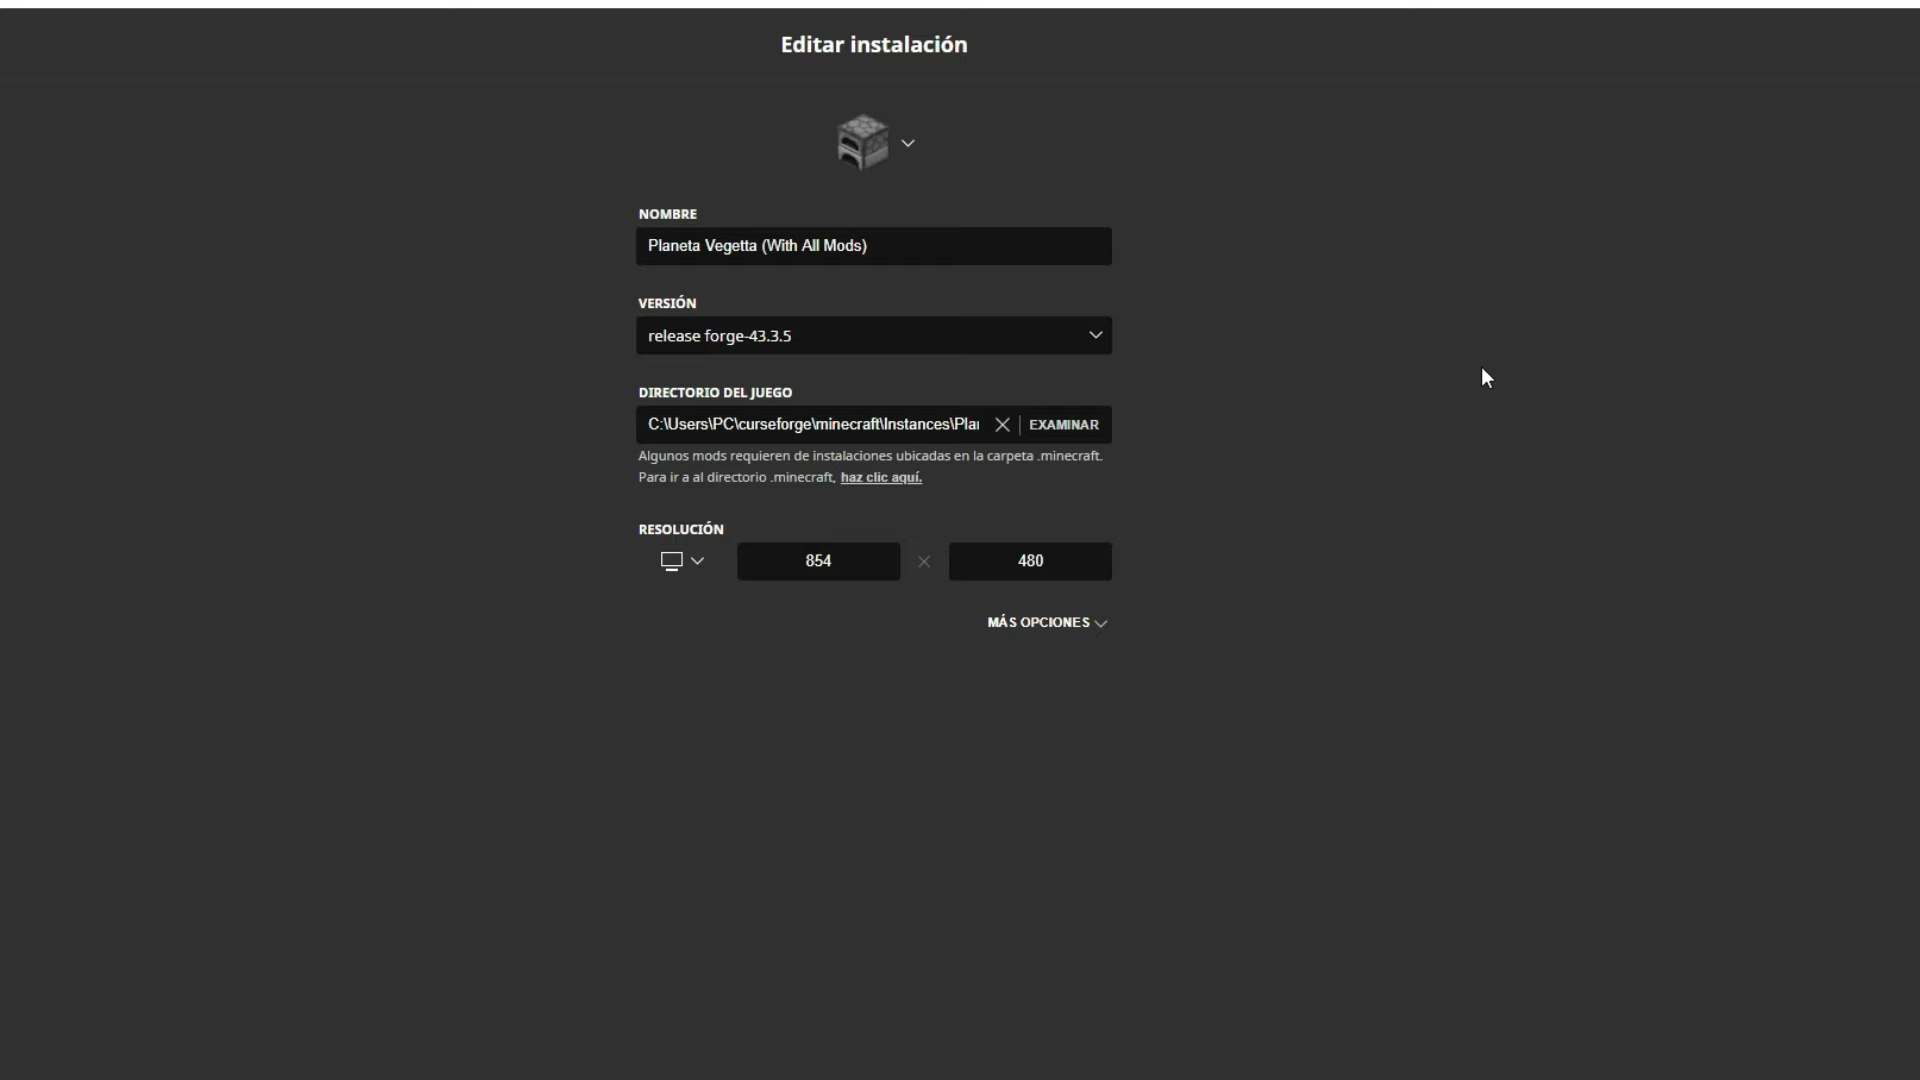 Editar instalación
NOMBRE
Planeta Vegetta (With All Mods)
VERSIÓN
release forge-43.3.5
DIRECTORIO DEL JUEGO
C:\Users\PC\curseforge\minecraft\Instances\Pla
EXAMINAR
Algunos mods requieren de instalaciones ubicadas en la carpeta .minecraft.
Para ir a al directorio .minecraft, haz clic aquí.
RESOLUCIÓN
854 × 480
MÁS OPCIONES